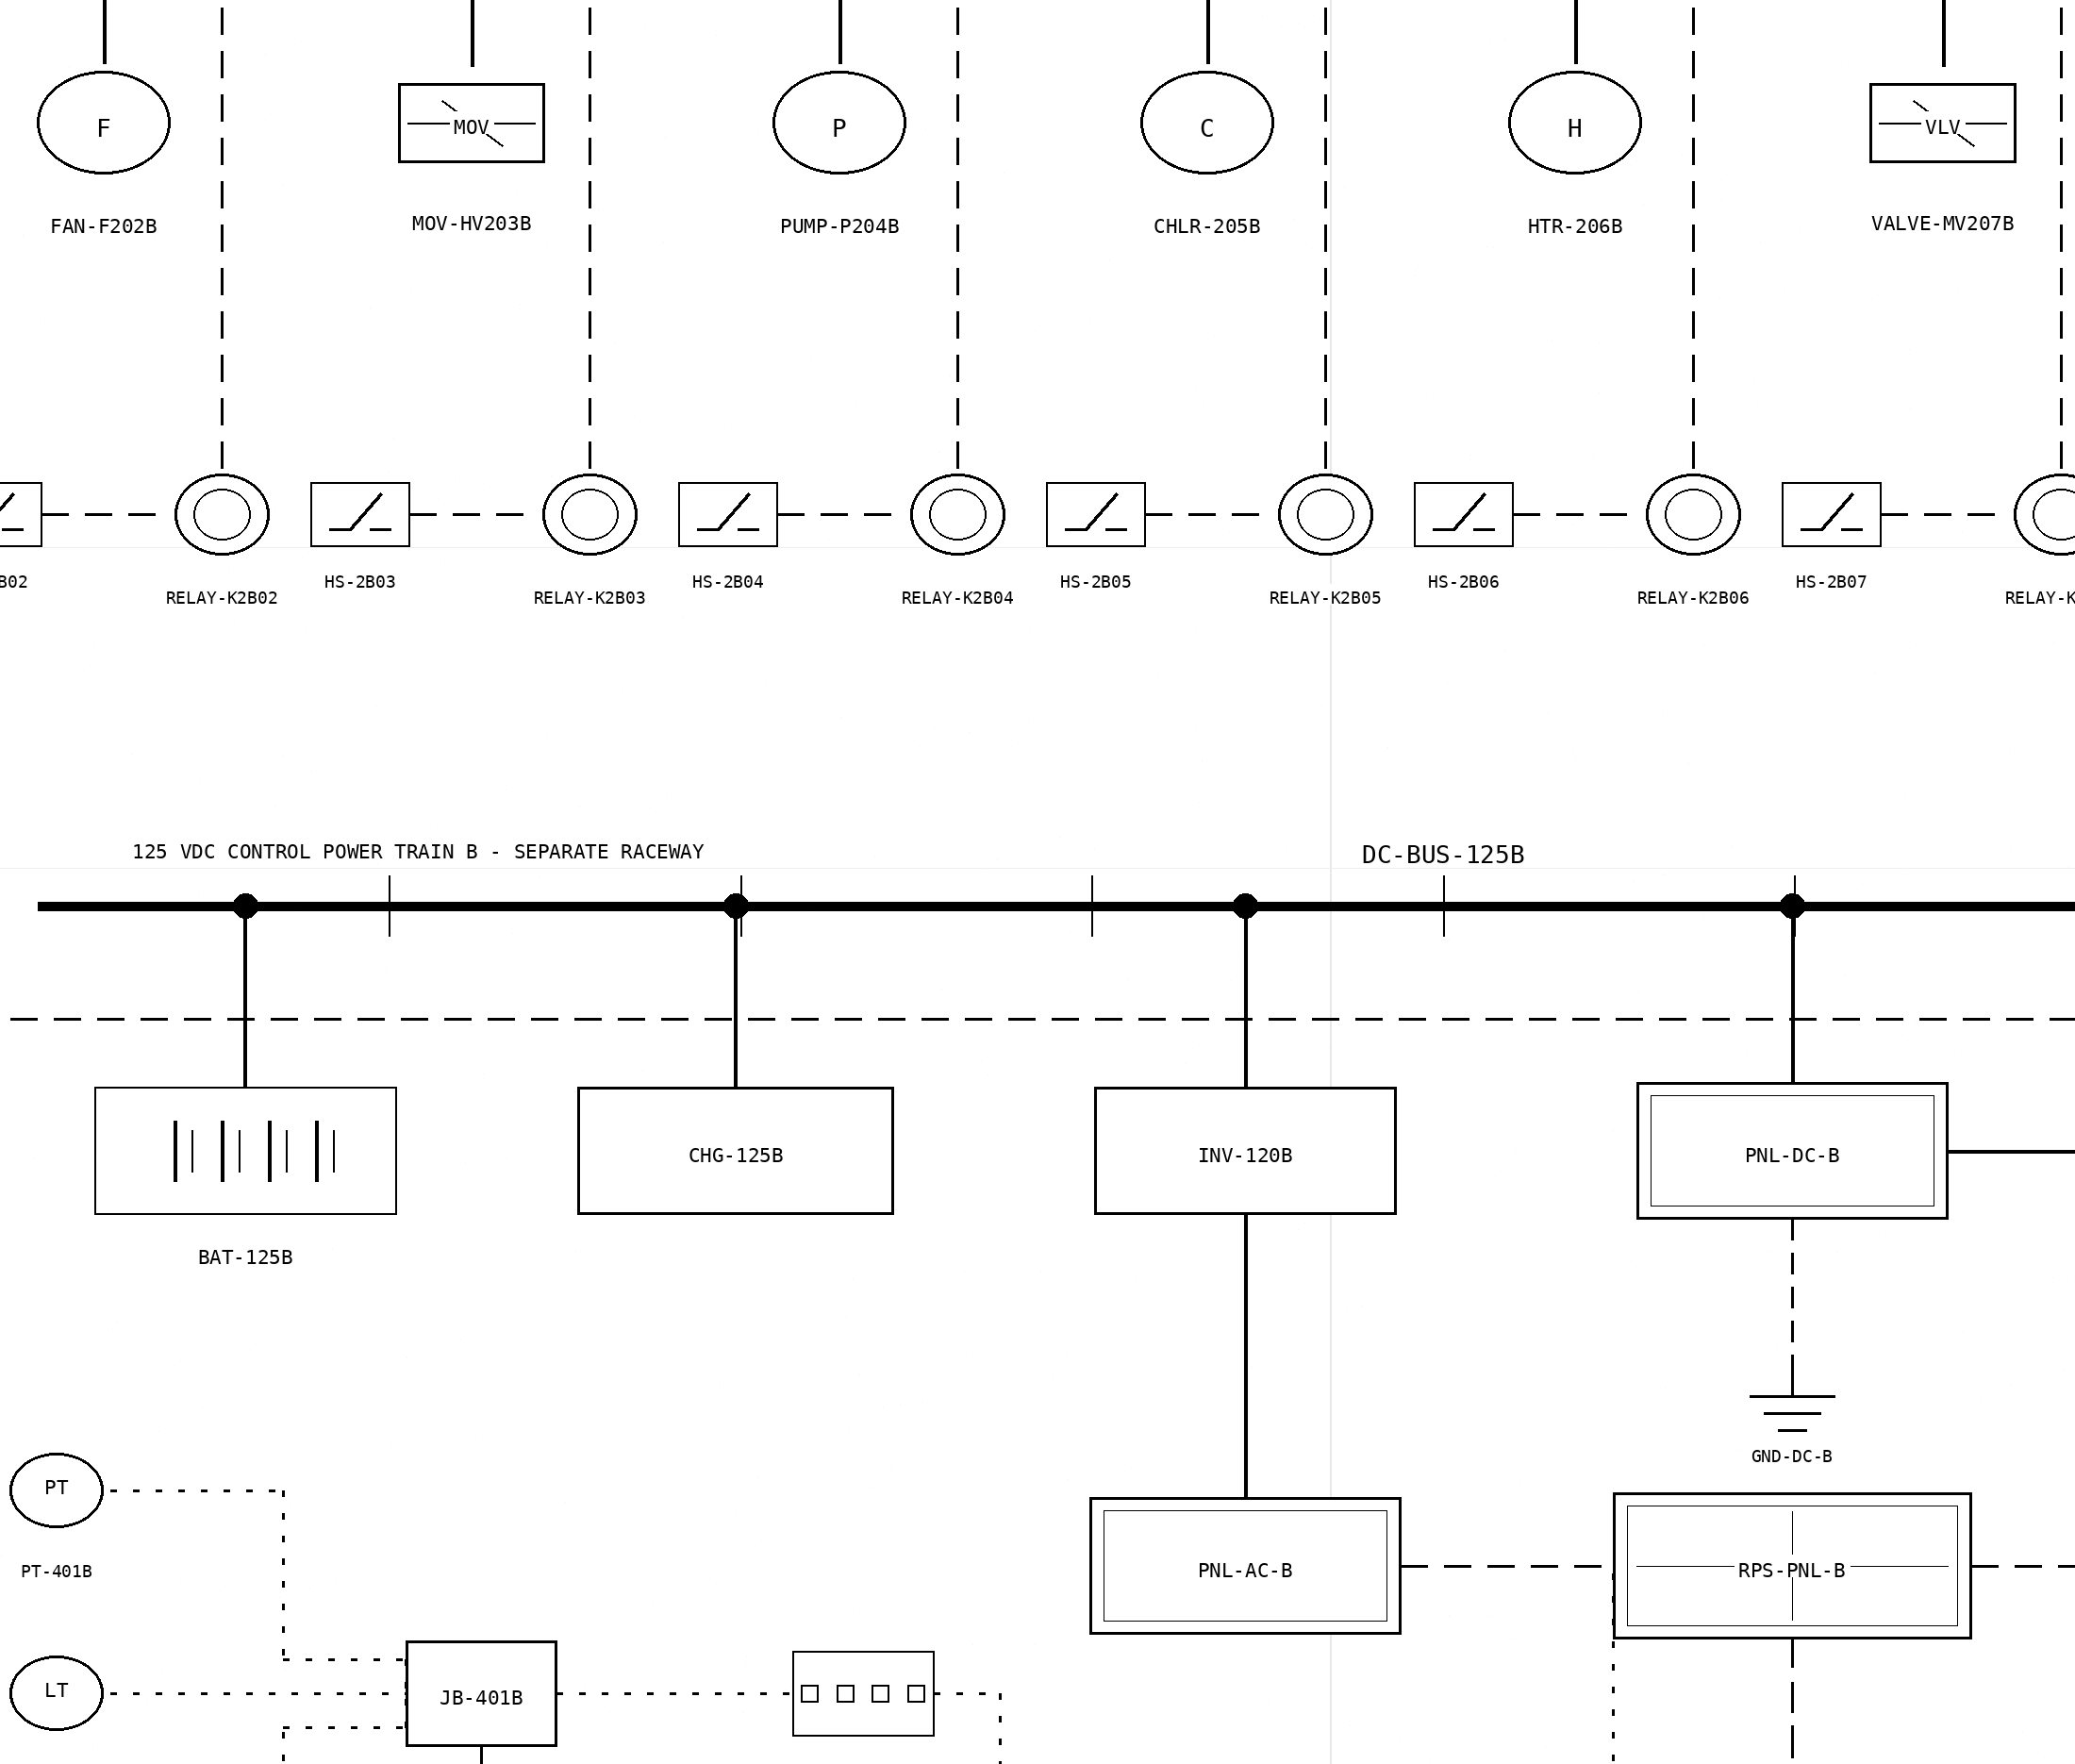 F
MOV
P
C
H
VLV
FAN-F202B
MOV-HV203B
PUMP-P204B
CHLR-205B
HTR-206B
VALVE-MV207B
B02
RELAY-K2B02
HS-2B03
RELAY-K2B03
HS-2B04
RELAY-K2B04
HS-2B05
RELAY-K2B05
HS-2B06
RELAY-K2B06
HS-2B07
RELAY-K
125 VDC CONTROL POWER TRAIN B - SEPARATE RACEWAY
DC-BUS-125B
CHG-125B
INV-120B
PNL-DC-B
BAT-125B
GND-DC-B
PT
PT-401B
PNL-AC-B
RPS-PNL-B
LT
JB-401B